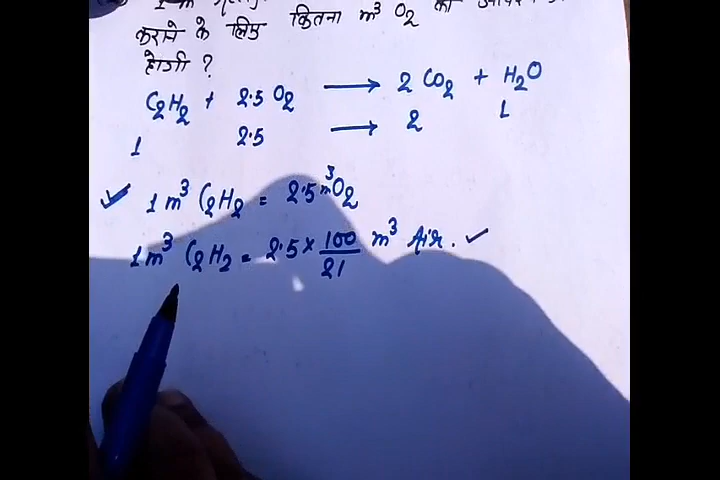 कितना m³ O₂ की
कराने के लिए
होगी ?
C₂H₂ + 2.5 O₂ ⟶ 2 CO₂ + H₂O
1 2.5 ⟶ 2 1
✓ 1 m³ C₂H₂ = 2.5 m³ O₂
1 m³ C₂H₂ = 2.5 × 100/21 m³ Air. ✓